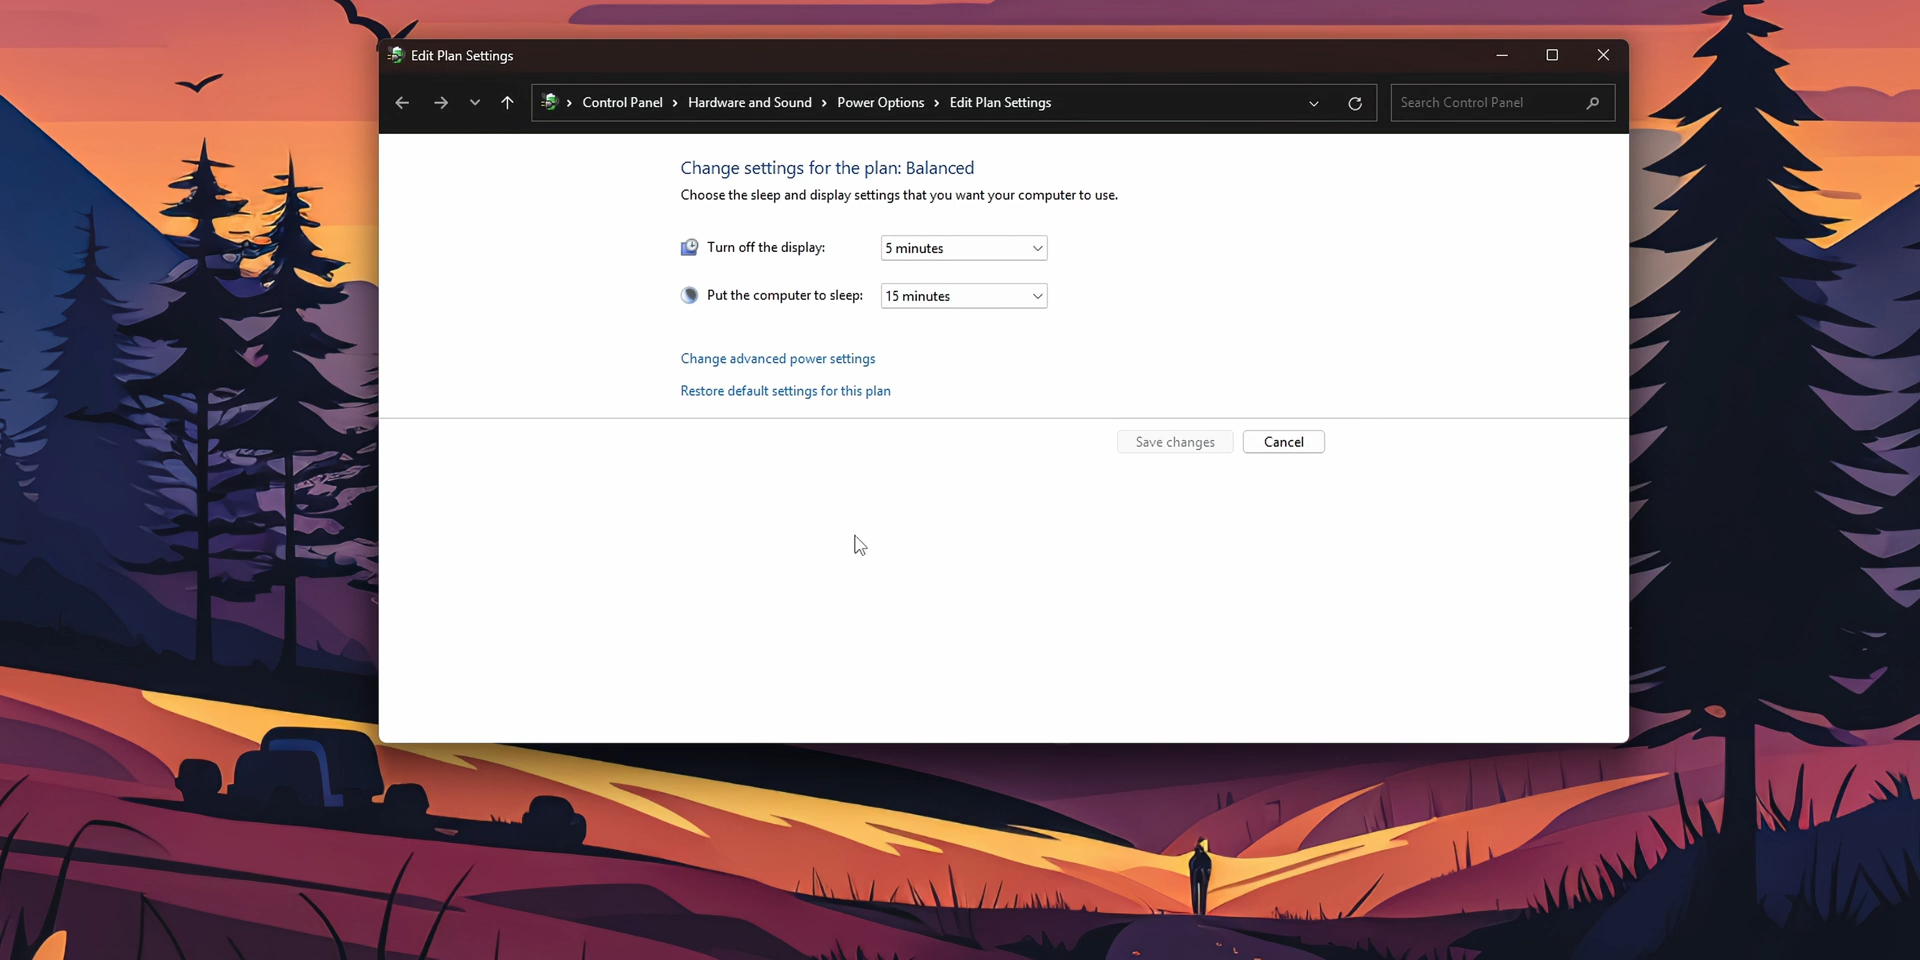 Edit Plan Settings
Control Panel > Hardware and Sound > Power Options > Edit Plan Settings
Search Control Panel
Change settings for the plan: Balanced
Choose the sleep and display settings that you want your computer to use.
Turn off the display: 5 minutes
Put the computer to sleep: 15 minutes
Change advanced power settings
Restore default settings for this plan
Save changes Cancel